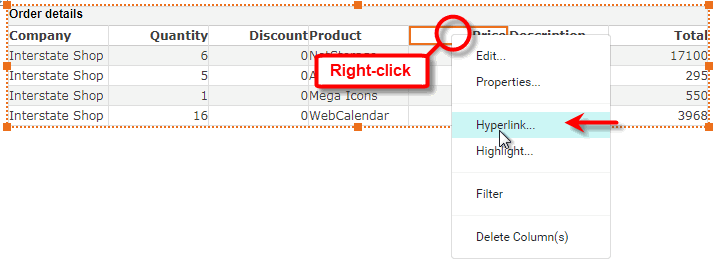 Order details
Company Quantity Discount Product Price Description Total
Interstate Shop 6 0 NetStorage 17100
Interstate Shop 5 0 295
Interstate Shop 1 0 Mega Icons 550
Interstate Shop 16 0 WebCalendar 3968
Right-click
Edit...
Properties...
Hyperlink...
Highlight...
Filter
Delete Column(s)